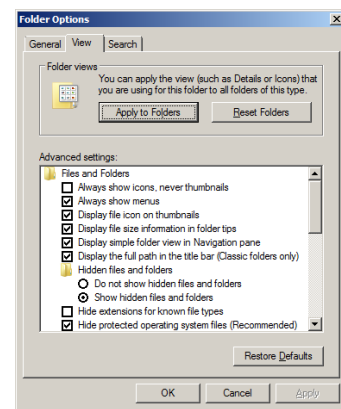 Folder Options
General View Search
Folder views
You can apply the view (such as Details or Icons) that
you are using for this folder to all folders of this type.
Apply to Folders Reset Folders
Advanced settings:
Files and Folders
Always show icons, never thumbnails
Always show menus
Display file icon on thumbnails
Display file size information in folder tips
Display simple folder view in Navigation pane
Display the full path in the title bar (Classic folders only)
Hidden files and folders
Do not show hidden files and folders
Show hidden files and folders
Hide extensions for known file types
Hide protected operating system files (Recommended)
Restore Defaults
OK Cancel Apply